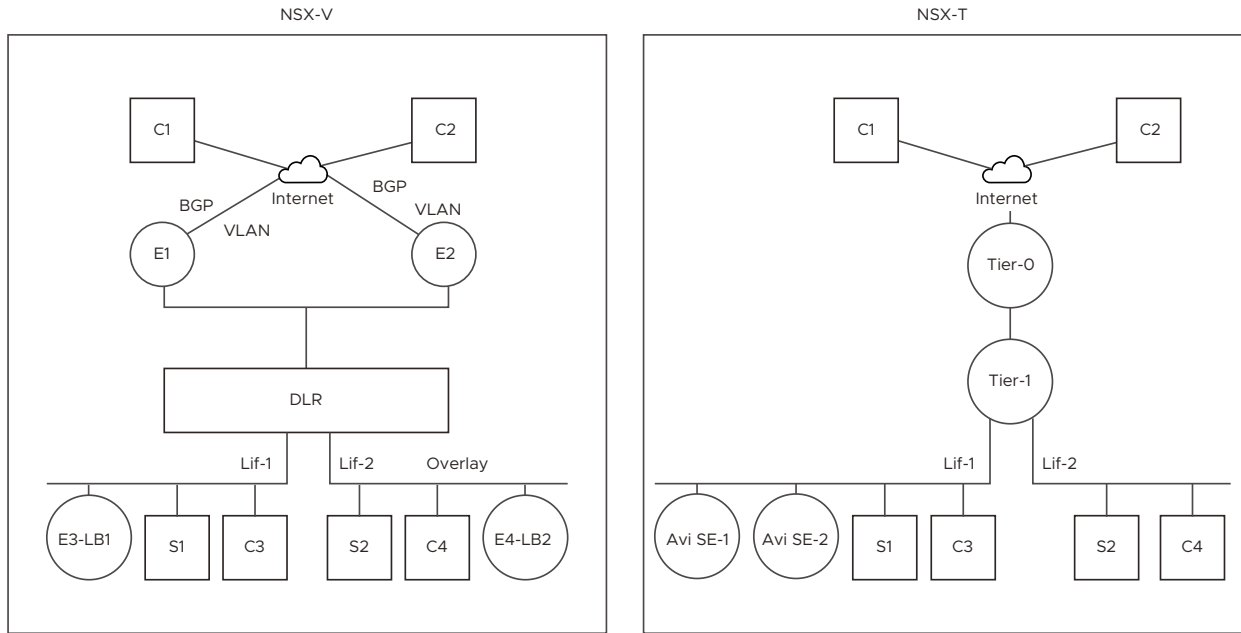 NSX-V
C1
C2
Internet
BGP
BGP
VLAN
VLAN
E1
E2
DLR
Lif-1
Lif-2
Overlay
E3-LB1
S1
C3
S2
C4
E4-LB2
NSX-T
C1
C2
Internet
Tier-0
Tier-1
Lif-1
Lif-2
Avi SE-1
Avi SE-2
S1
C3
S2
C4